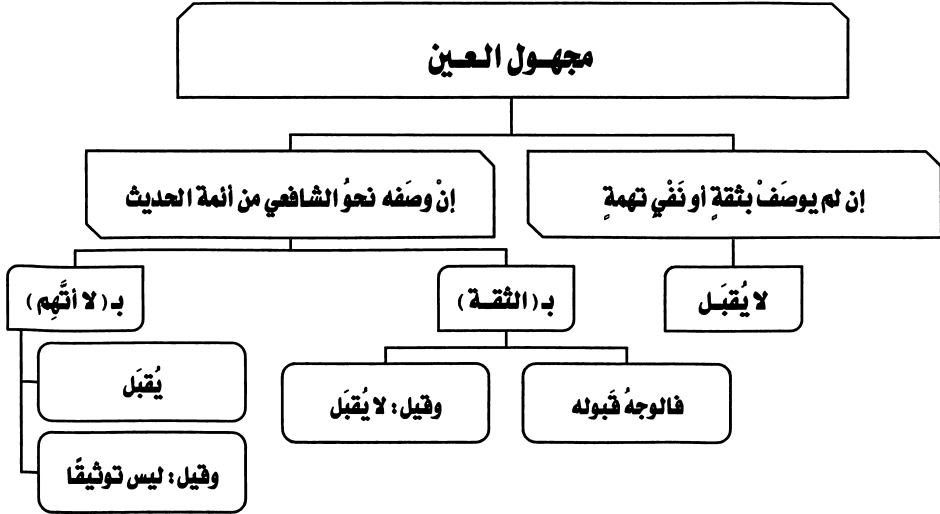 مجهول العين
إن لم يوصَفْ بثقةٍ أو نَفْيِ تهمةٍ
إنْ وصَفه نحوُ الشافعي من أئمة الحديث
لا يُقبَل
بـ (الثقة)
بـ (لا أتَّهِم)
فالوجهُ قَبوله
وقيل: لا يُقبَل
يُقبَل
وقيل: ليس توثيقًا